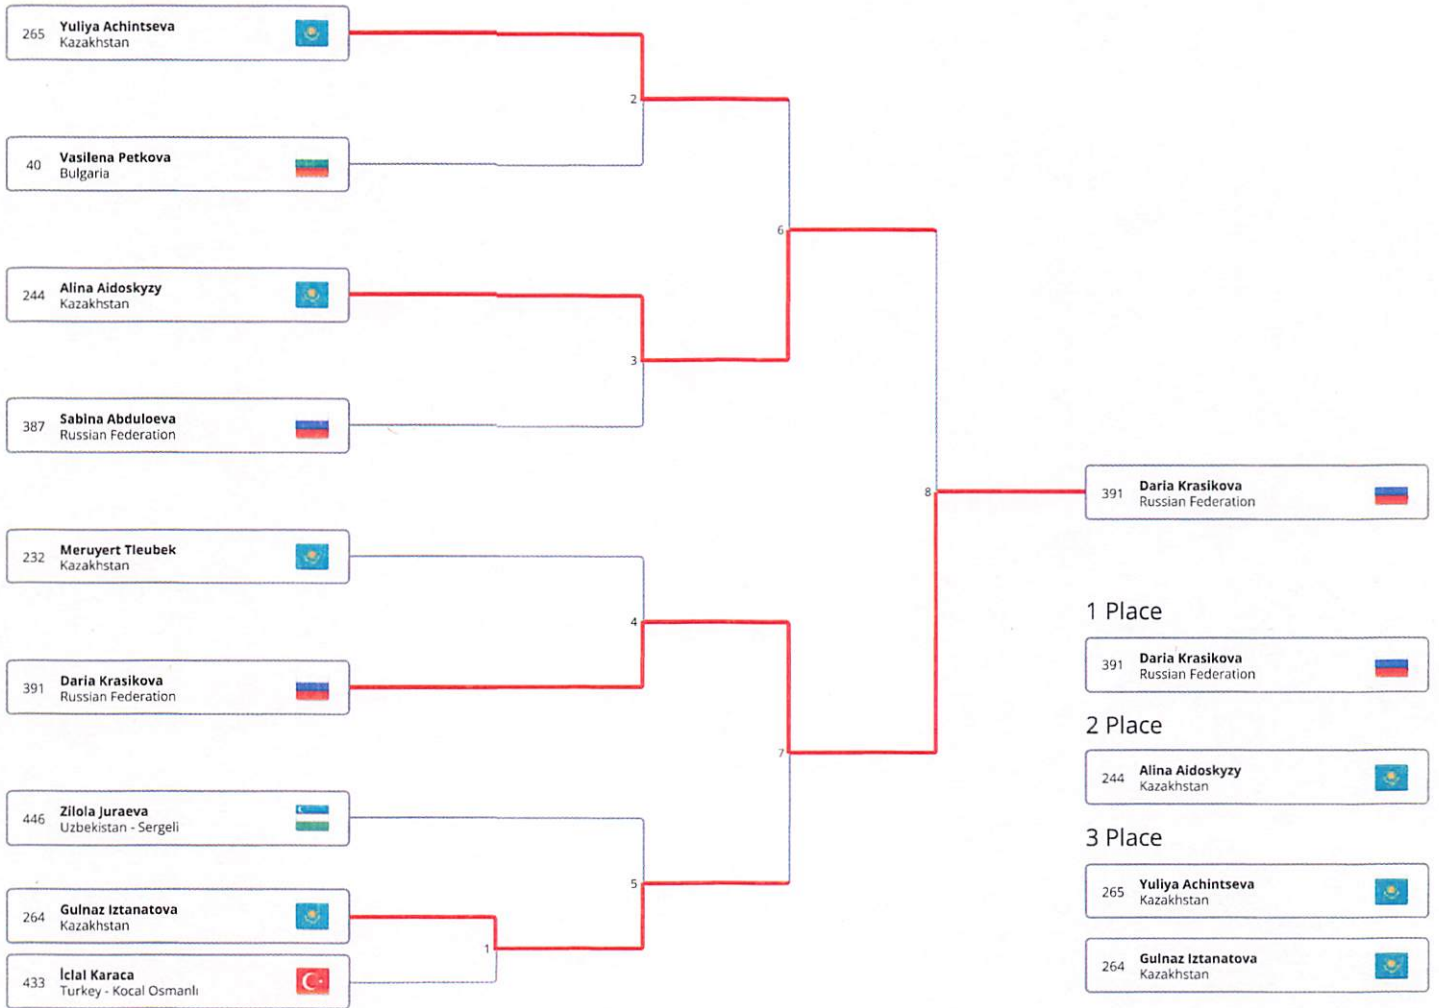 265 Yuliya Achintseva
Kazakhstan
2
40 Vasilena Petkova
Bulgaria
6
244 Alina Aidoskyzy
Kazakhstan
3
387 Sabina Abduloeva
Russian Federation
8
391 Daria Krasikova
Russian Federation
232 Meruyert Tleubek
Kazakhstan
4
391 Daria Krasikova
Russian Federation
7
446 Zilola Juraeva
Uzbekistan - Sergeli
5
264 Gulnaz Iztanatova
Kazakhstan
1
433 İclal Karaca
Turkey - Kocal Osmanlı
1 Place
391 Daria Krasikova
Russian Federation
2 Place
244 Alina Aidoskyzy
Kazakhstan
3 Place
265 Yuliya Achintseva
Kazakhstan
264 Gulnaz Iztanatova
Kazakhstan